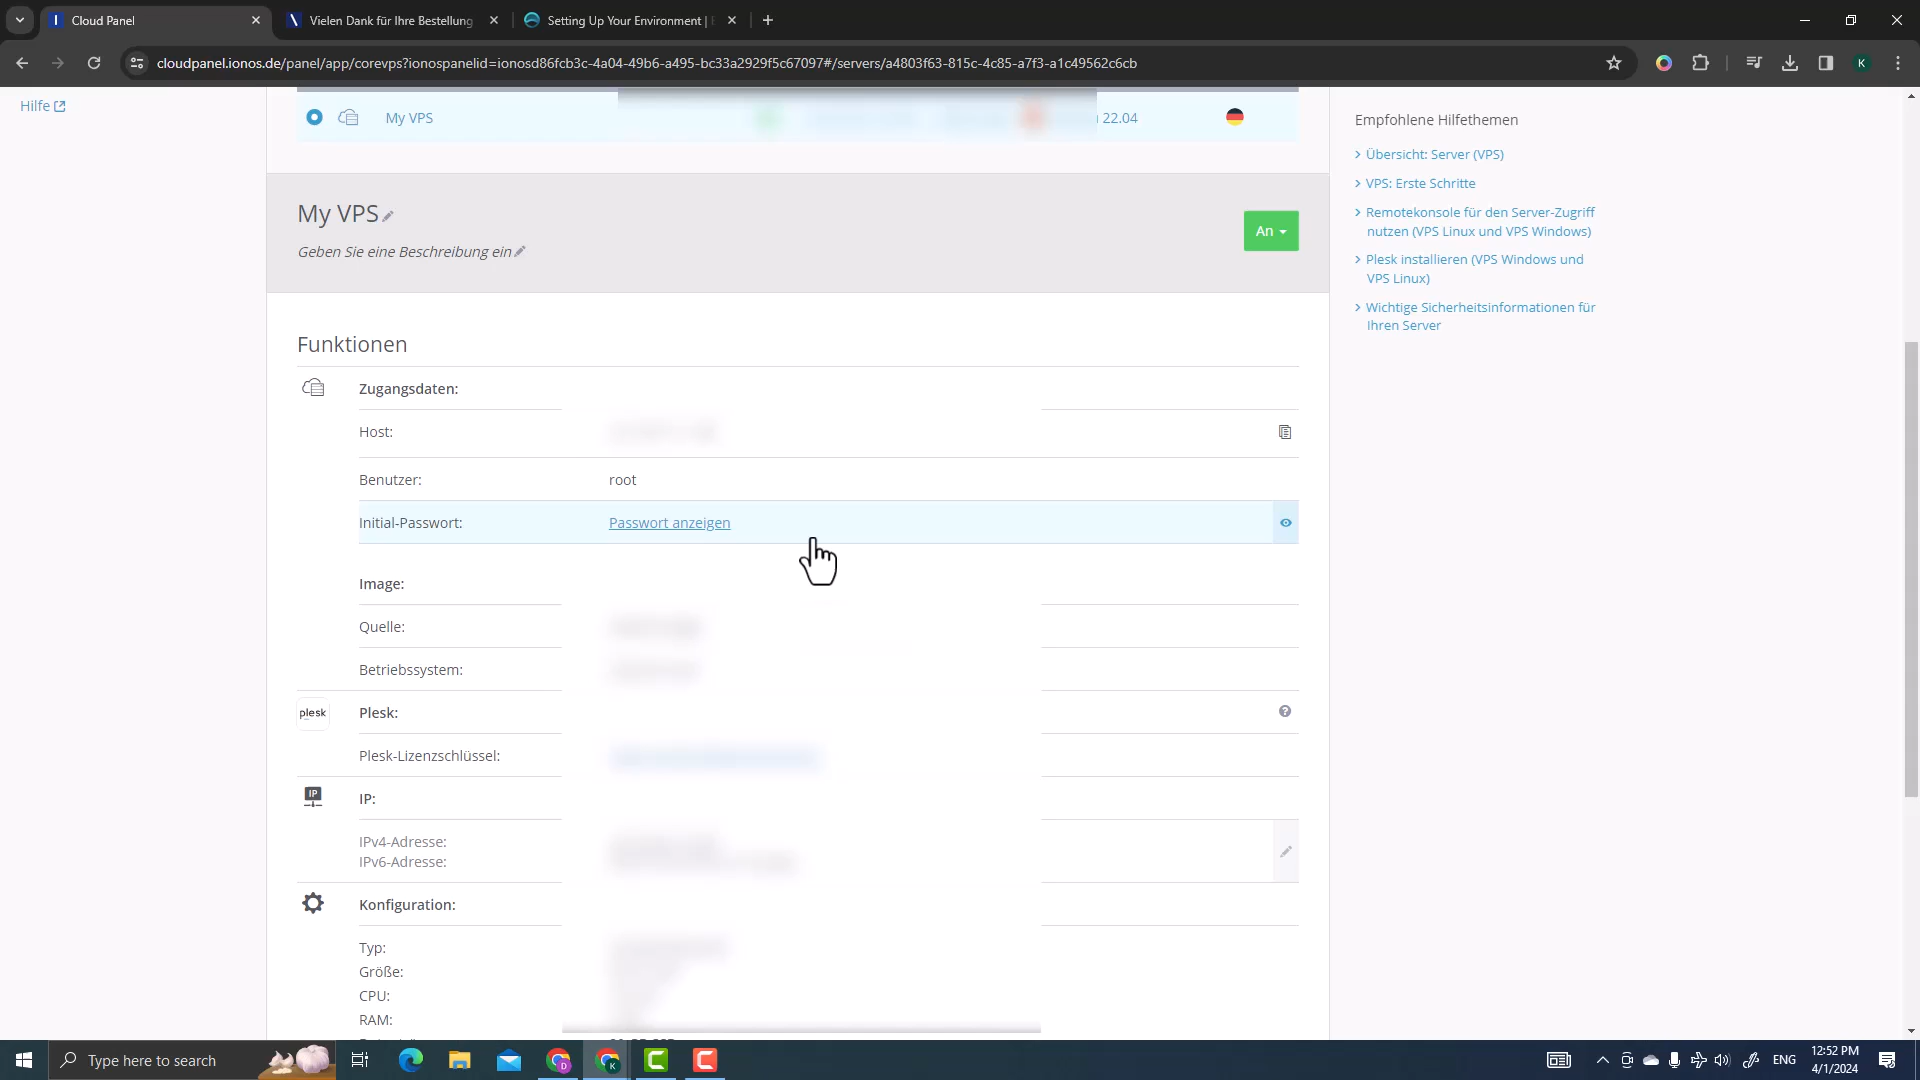 Cloud Panel
Vielen Dank für Ihre Bestellung
Setting Up Your Environment |
cloudpanel.ionos.de/panel/app/corevps?ionospanelid=ionosd86fcb3c-4a04-49b6-a495-bc33a2929f5c67097#/servers/a4803f63-815c-4c85-a7f3-a1c49562c6cb
K
Hilfe
My VPS
22.04
My VPS
Geben Sie eine Beschreibung ein
An
Funktionen
Zugangsdaten:
Host:
Benutzer: root
Initial-Passwort: Passwort anzeigen
Image:
Quelle:
Betriebssystem:
plesk Plesk:
Plesk-Lizenzschlüssel:
IP IP:
IPv4-Adresse:
IPv6-Adresse:
Konfiguration:
Typ:
Größe:
CPU:
RAM:
Empfohlene Hilfethemen
Übersicht: Server (VPS)
VPS: Erste Schritte
Remotekonsole für den Server-Zugriff
nutzen (VPS Linux und VPS Windows)
Plesk installieren (VPS Windows und
VPS Linux)
Wichtige Sicherheitsinformationen für
Ihren Server
Type here to search
ENG
12:52 PM
4/1/2024